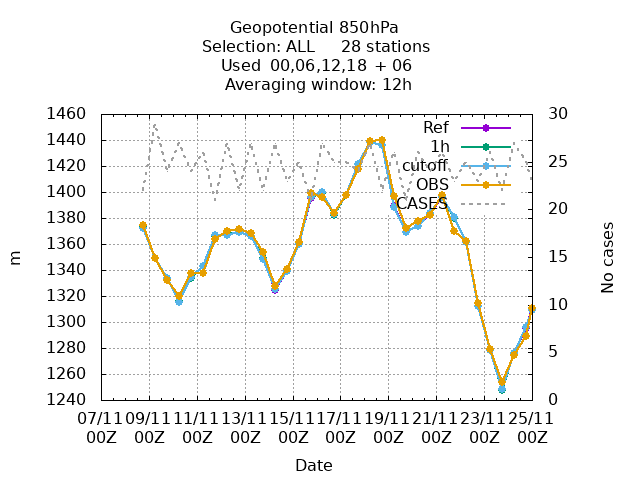 Geopotential 850hPa
Selection: ALL 28 stations
Used 00,06,12,18 + 06
Averaging window: 12h
1460
1440
1420
1400
1380
1360
1340
1320
1300
1280
1260
1240
m
30
25
20
15
10
5
0
No cases
Ref
1h
cutoff
OBS
CASES
07/11 09/11 11/11 13/11 15/11 17/11 19/11 21/11 23/11 25/11
00Z 00Z 00Z 00Z 00Z 00Z 00Z 00Z 00Z 00Z
Date